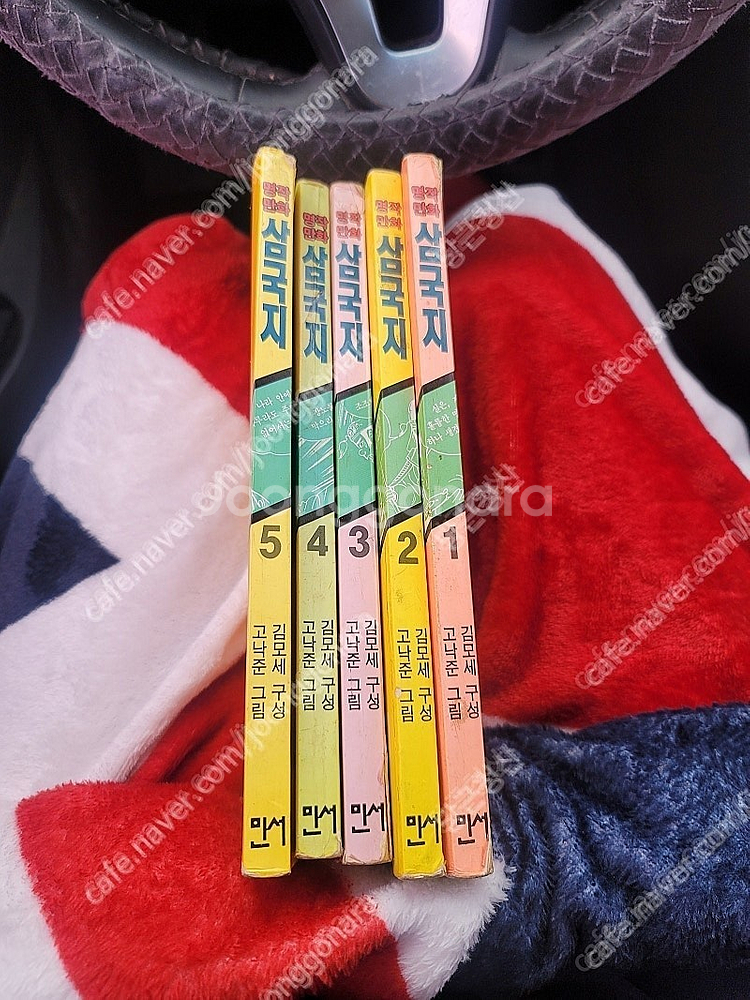 명작
만화
삼국지
5
김모세 구성
고낙준 그림
민서
명작
만화
삼국지
4
김모세 구성
고낙준 그림
민서
명작
만화
삼국지
3
김모세 구성
고낙준 그림
민서
명작
만화
삼국지
2
김모세 구성
고낙준 그림
민서
명작
만화
삼국지
1
김모세 구성
고낙준 그림
민서
joonggonara
cafe.naver.com/joonggonara